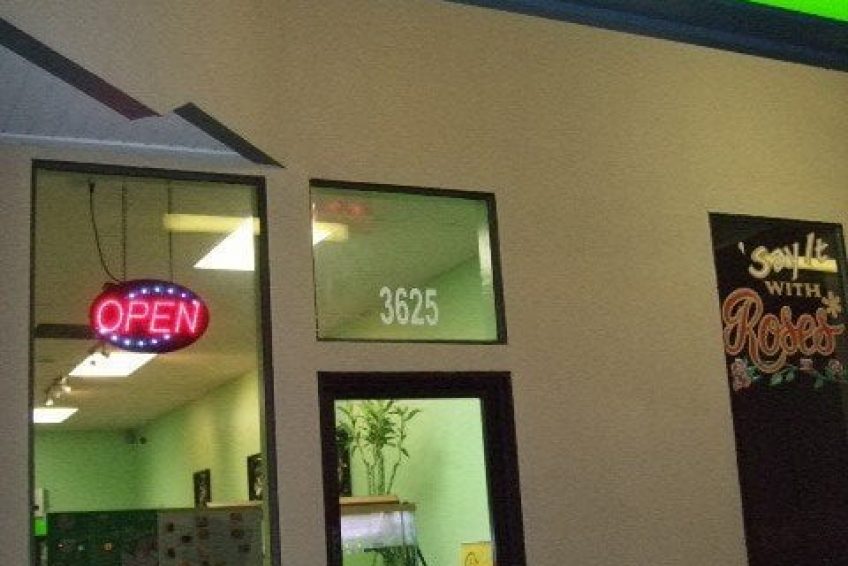 OPEN
3625
'Say It
WITH
Roses